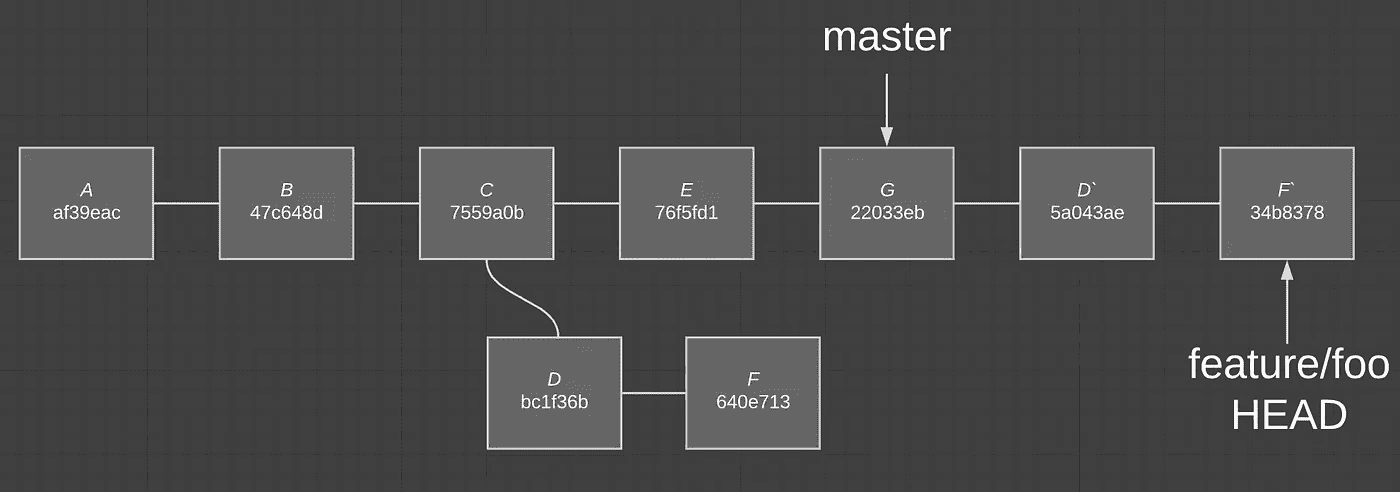 master
A
af39eac
B
47c648d
C
7559a0b
E
76f5fd1
G
22033eb
D`
5a043ae
F`
34b8378
D
bc1f36b
F
640e713
feature/foo
HEAD